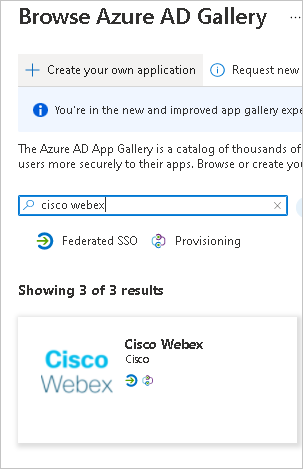 Browse Azure AD Gallery ...
+ Create your own application
Request new
You're in the new and improved app gallery expe
The Azure AD App Gallery is a catalog of thousands of
users more securely to their apps. Browse or create you
cisco webex
Federated SSO
Provisioning
Showing 3 of 3 results
Cisco
Webex
Cisco Webex
Cisco